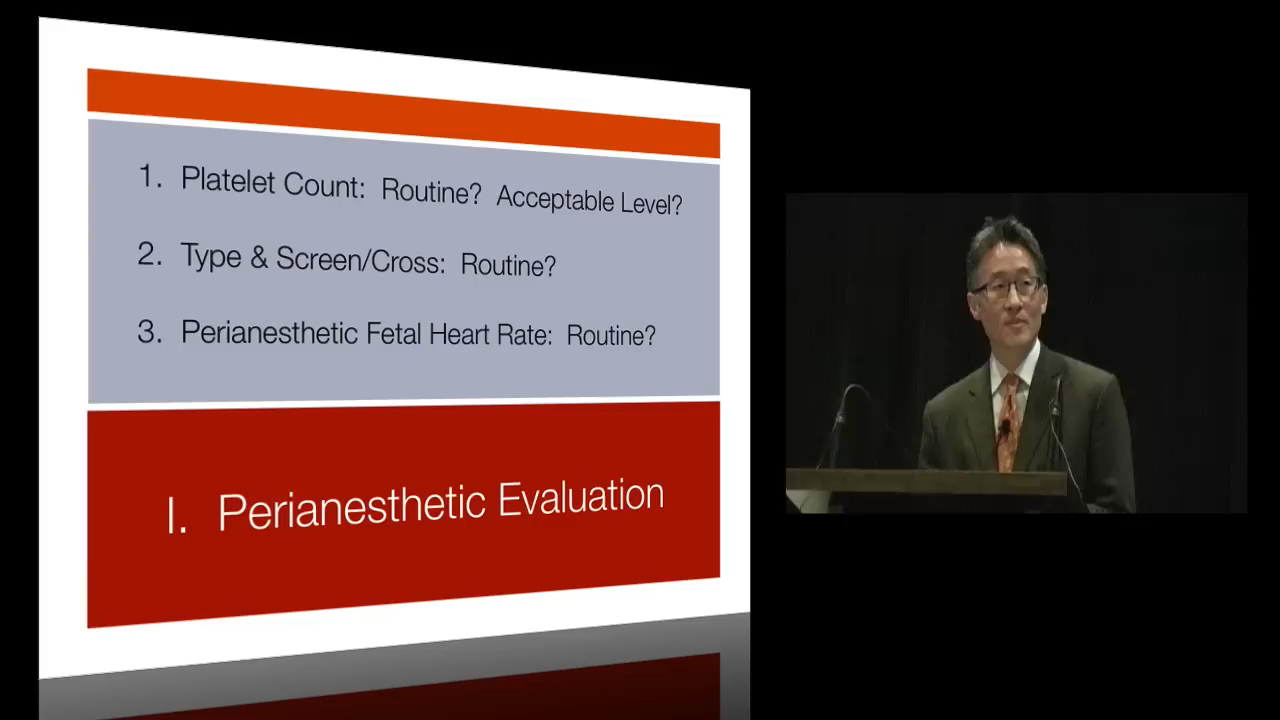 1. Platelet Count: Routine? Acceptable Level?
2. Type & Screen/Cross: Routine?
3. Perianesthetic Fetal Heart Rate: Routine?
I. Perianesthetic Evaluation